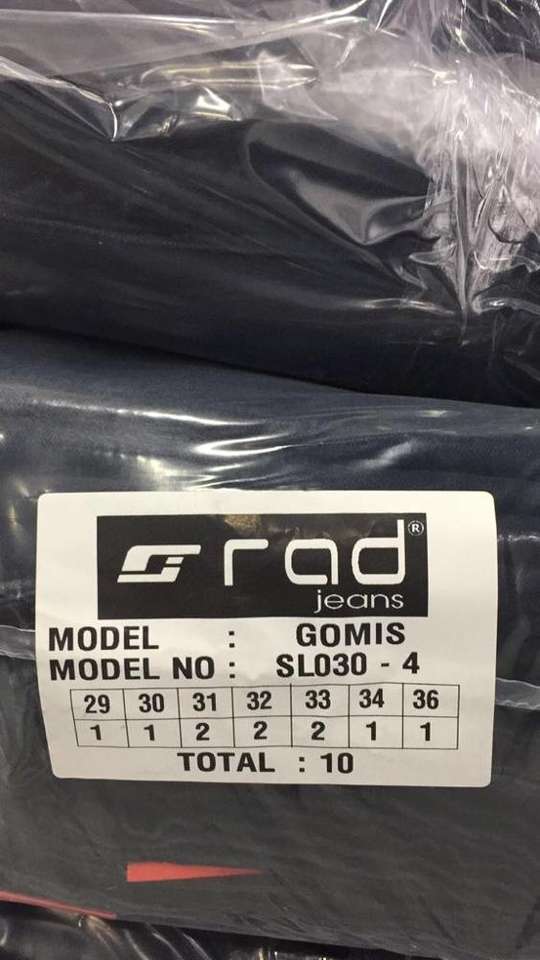 rad®
jeans
MODEL : GOMIS
MODEL NO : SL030 - 4
29 30 31 32 33 34 36
1 1 2 2 2 1 1
TOTAL : 10